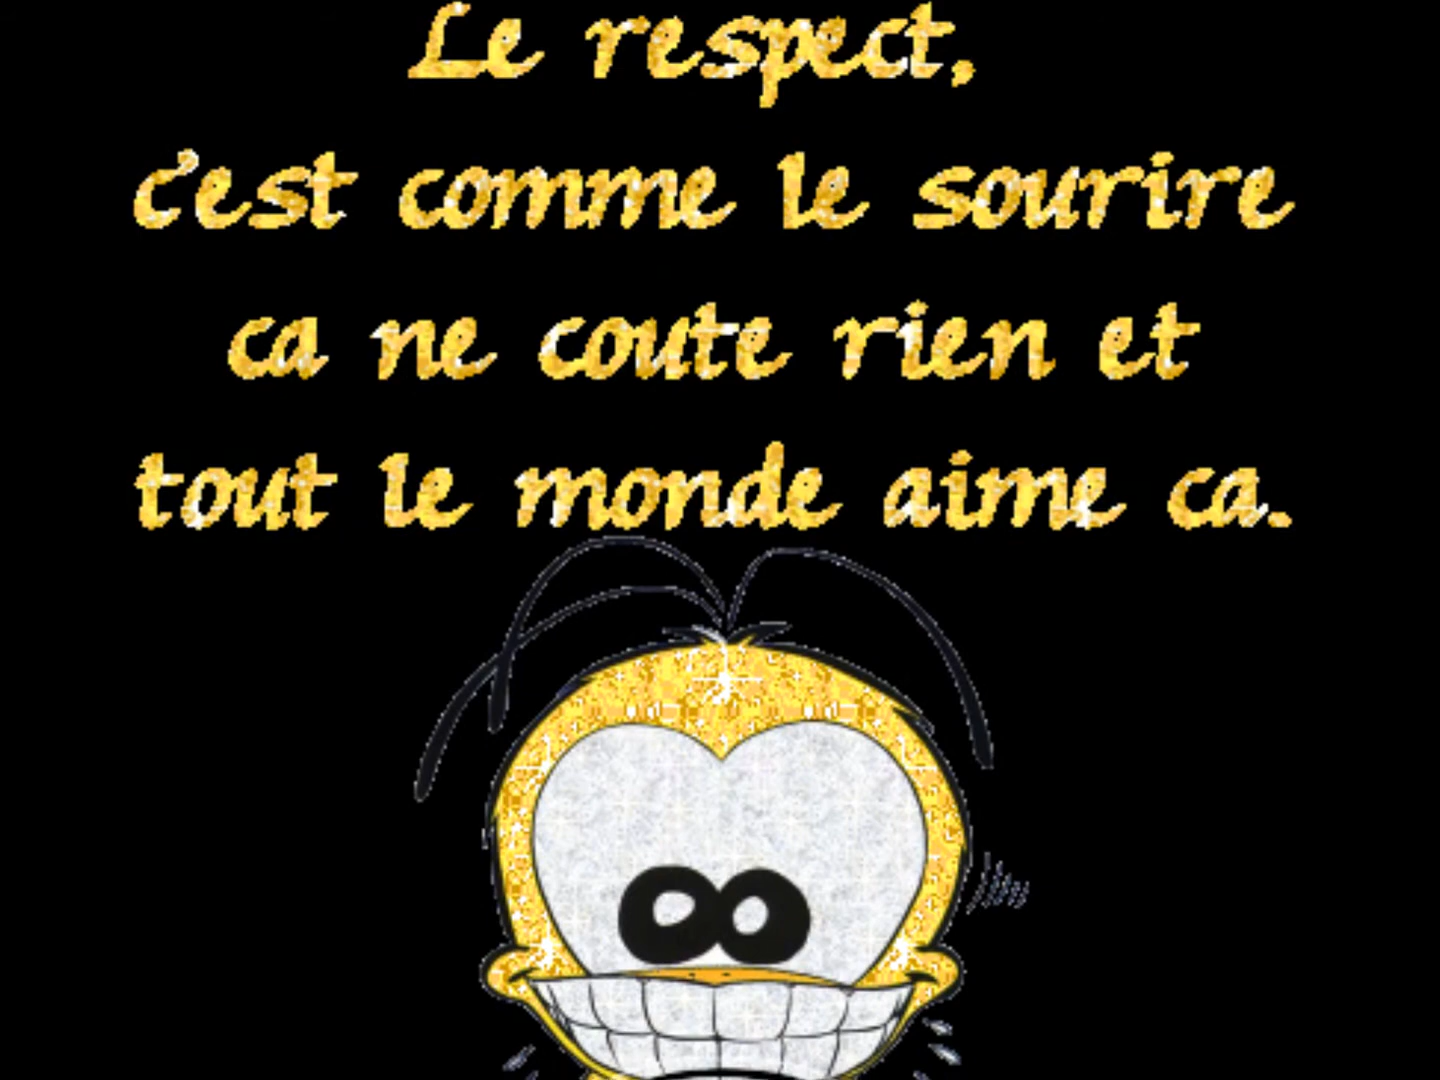 Le respect,
c'est comme le sourire
ca ne coute rien et
tout le monde aime ca.